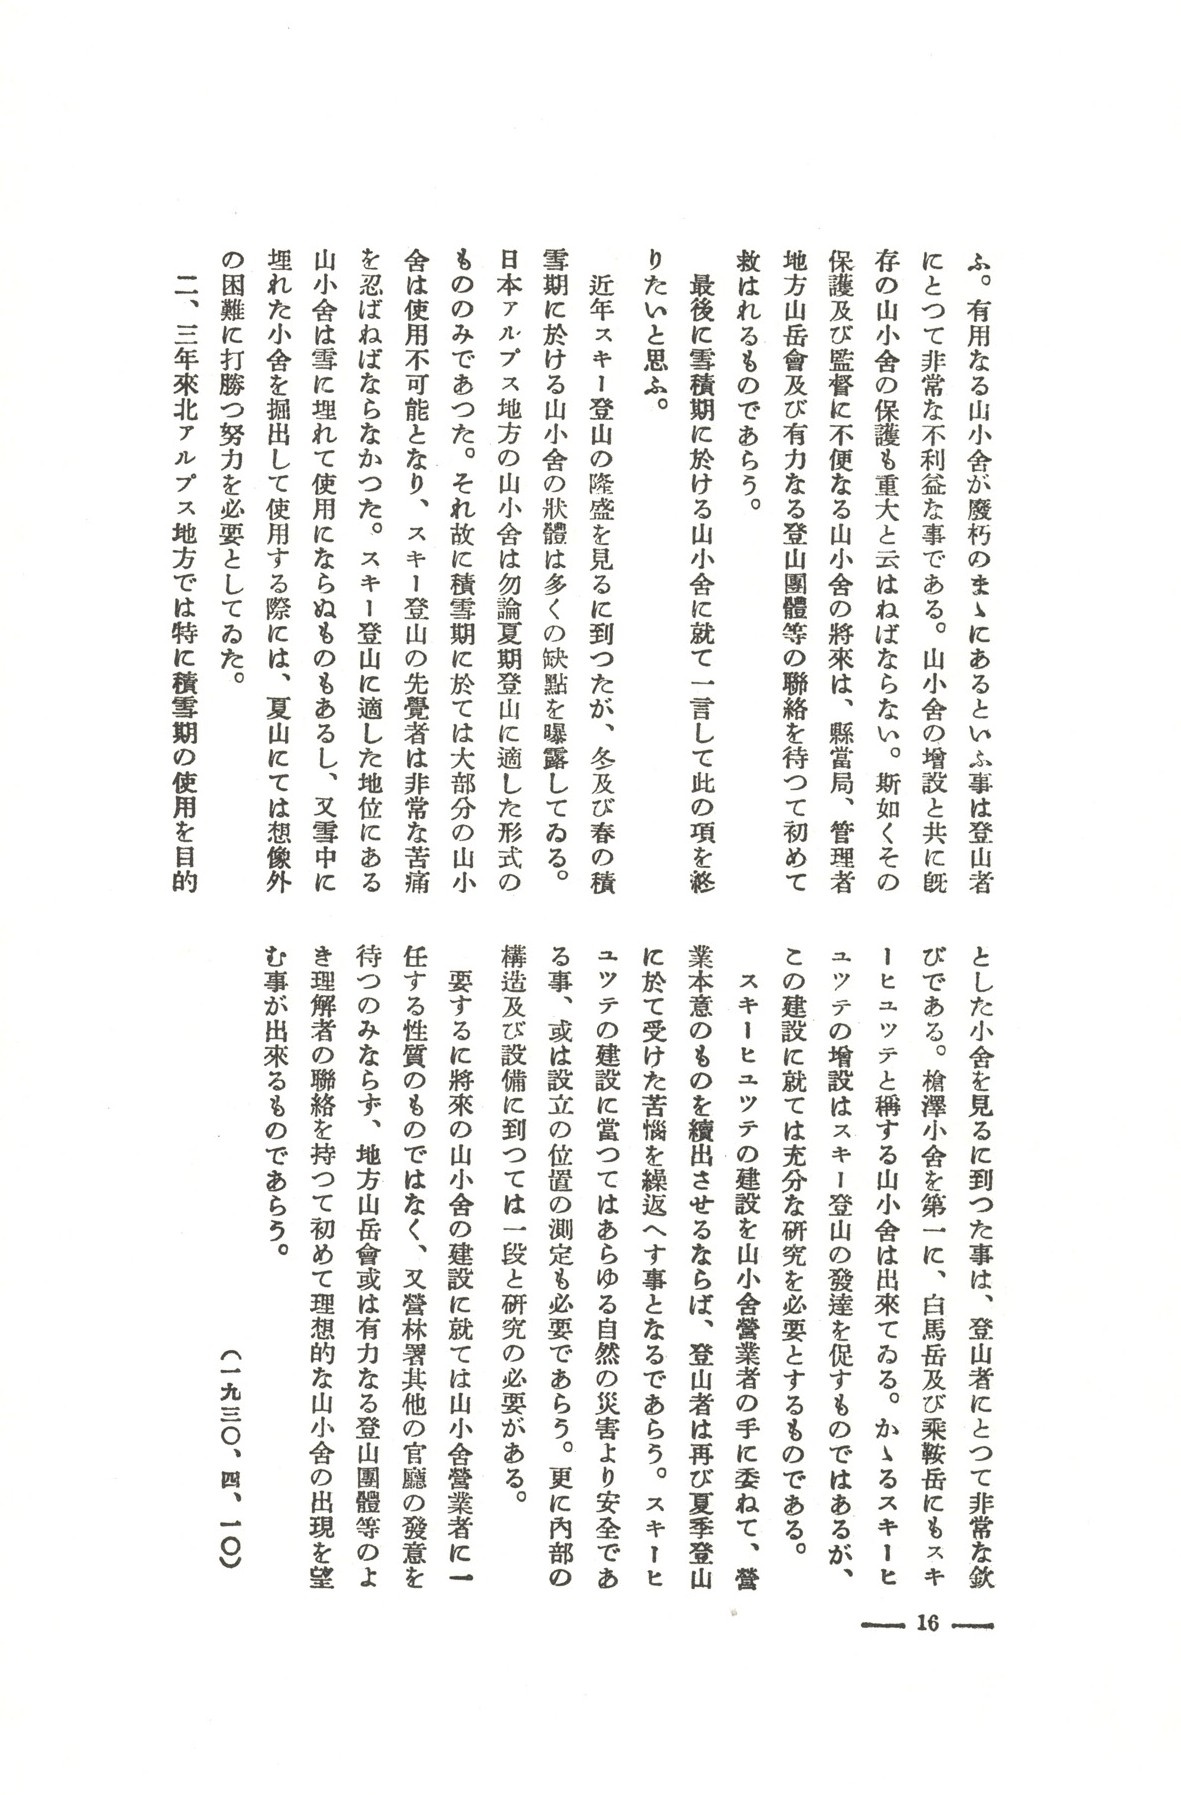 ふ。有用なる山小舍が廢朽のまゝにあるといふ事は登山者
にとつて非常な不利益な事である。山小舍の增設と共に旣
存の山小舍の保護も重大と云はねばならない。斯如くその
保護及び監督に不便なる山小舍の將來は、縣當局、管理者
地方山岳會及び有力なる登山團體等の聯絡を待つて初めて
救はれるものであらう。
最後に雪積期に於ける山小舍に就て一言して此の項を終
りたいと思ふ。
近年スキー登山の隆盛を見るに到つたが、冬及び春の積
雪期に於ける山小舍の狀體は多くの缺點を曝露してゐる。
日本アルプス地方の山小舍は勿論夏期登山に適した形式の
もののみであつた。それ故に積雪期に於ては大部分の山小
舍は使用不可能となり、スキー登山の先覺者は非常な苦痛
を忍ばねばならなかつた。スキー登山に適した地位にある
山小舍は雪に埋れて使用にならぬものもあるし、又雪中に
埋れた小舍を掘出して使用する際には、夏山にては想像外
の困難に打勝つ努力を必要としてゐた。
二、三年來北アルプス地方では特に積雪期の使用を目的
とした小舍を見るに到つた事は、登山者にとつて非常な欽
びである。槍澤小舍を第一に、白馬岳及び乘鞍岳にもスキ
ーヒユツテと稱する山小舍は出來てゐる。かゝるスキーヒ
ユツテの增設はスキー登山の發達を促すものではあるが、
この建設に就ては充分な硏究を必要とするものである。
スキーヒユツテの建設を山小舍營業者の手に委ねて、營
業本意のものを續出させるならば、登山者は再び夏季登山
に於て受けた苦惱を繰返へす事となるであらう。スキーヒ
ユツテの建設に當つてはあらゆる自然の災害より安全であ
る事、或は設立の位置の測定も必要であらう。更に內部の
構造及び設備に到つては一段と硏究の必要がある。
要するに將來の山小舍の建設に就ては山小舍營業者に一
任する性質のものではなく、又營林署其他の官廳の發意を
待つのみならず、地方山岳會或は有力なる登山團體等のよ
き理解者の聯絡を持つて初めて理想的な山小舍の出現を望
む事が出來るものであらう。
(一九三〇、四、一〇)
— 16 —